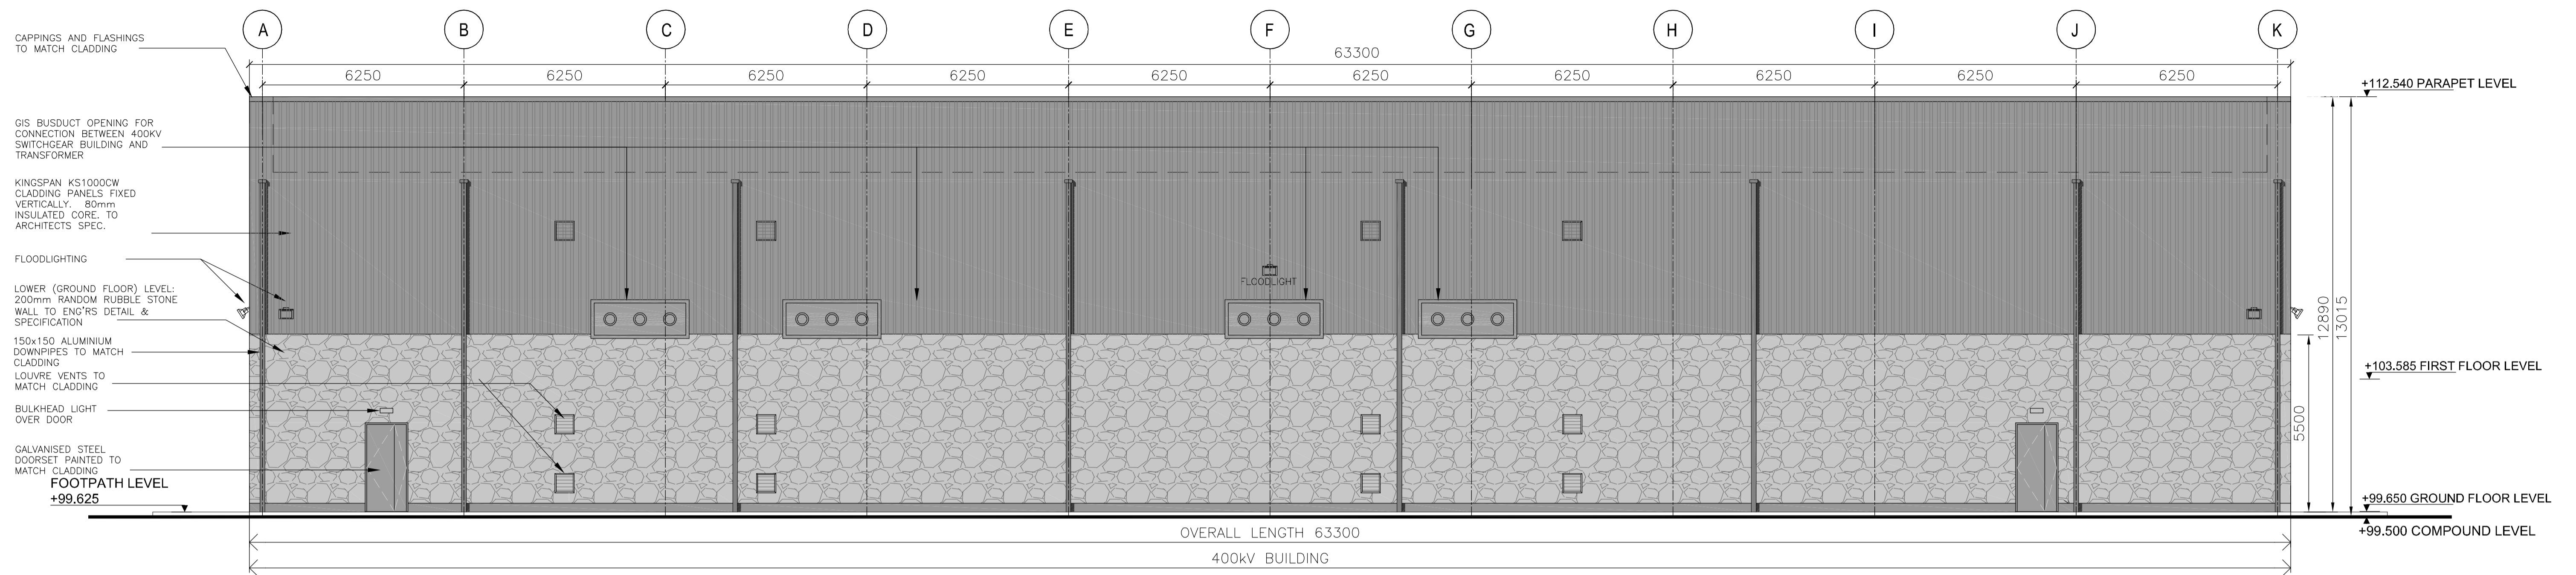 A B C D E F G H I J K
63300
6250 6250 6250 6250 6250 6250 6250 6250 6250 6250
CAPPINGS AND FLASHINGS
TO MATCH CLADDING
+112.540 PARAPET LEVEL
GIS BUSDUCT OPENING FOR
CONNECTION BETWEEN 400KV
SWITCHGEAR BUILDING AND
TRANSFORMER
KINGSPAN KS1000CW
CLADDING PANELS FIXED
VERTICALLY. 80mm
INSULATED CORE. TO
ARCHITECTS SPEC.
FLOODLIGHTING
FLOODLIGHT
LOWER (GROUND FLOOR) LEVEL:
200mm RANDOM RUBBLE STONE
WALL TO ENG'RS DETAIL &
SPECIFICATION
12890
13015
150x150 ALUMINIUM
DOWNPIPES TO MATCH
CLADDING
+103.585 FIRST FLOOR LEVEL
LOUVRE VENTS TO
MATCH CLADDING
BULKHEAD LIGHT
OVER DOOR
5500
GALVANISED STEEL
DOORSET PAINTED TO
MATCH CLADDING
FOOTPATH LEVEL
+99.625
+99.650 GROUND FLOOR LEVEL
+99.500 COMPOUND LEVEL
OVERALL LENGTH 63300
400kV BUILDING